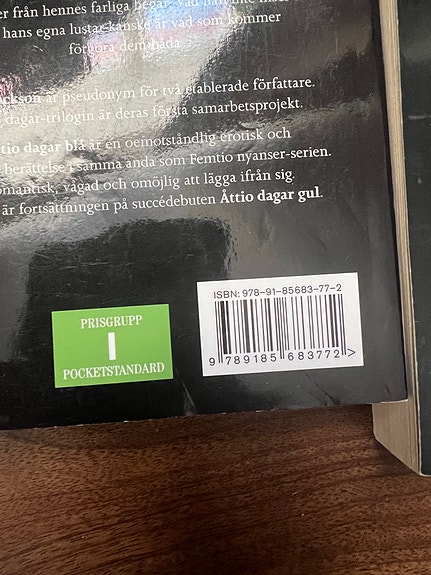 er från hennes farliga begär
hans egna lustar kanske är vad som kommer
förgöra dem båda
ckson är pseudonym för två etablerade författare.
dagar-trilogin är deras första samarbetsprojekt.
tio dagar blå är en oemotståndlig erotisk och
berättelse i samma anda som Femtio nyanser-serien.
omantisk, vågad och omöjlig att lägga ifrån sig.
är fortsättningen på succédebuten Åttio dagar gul.
ISBN: 978-91-85683-77-2
9 789185 683772 >
PRISGRUPP
I
POCKETSTANDARD